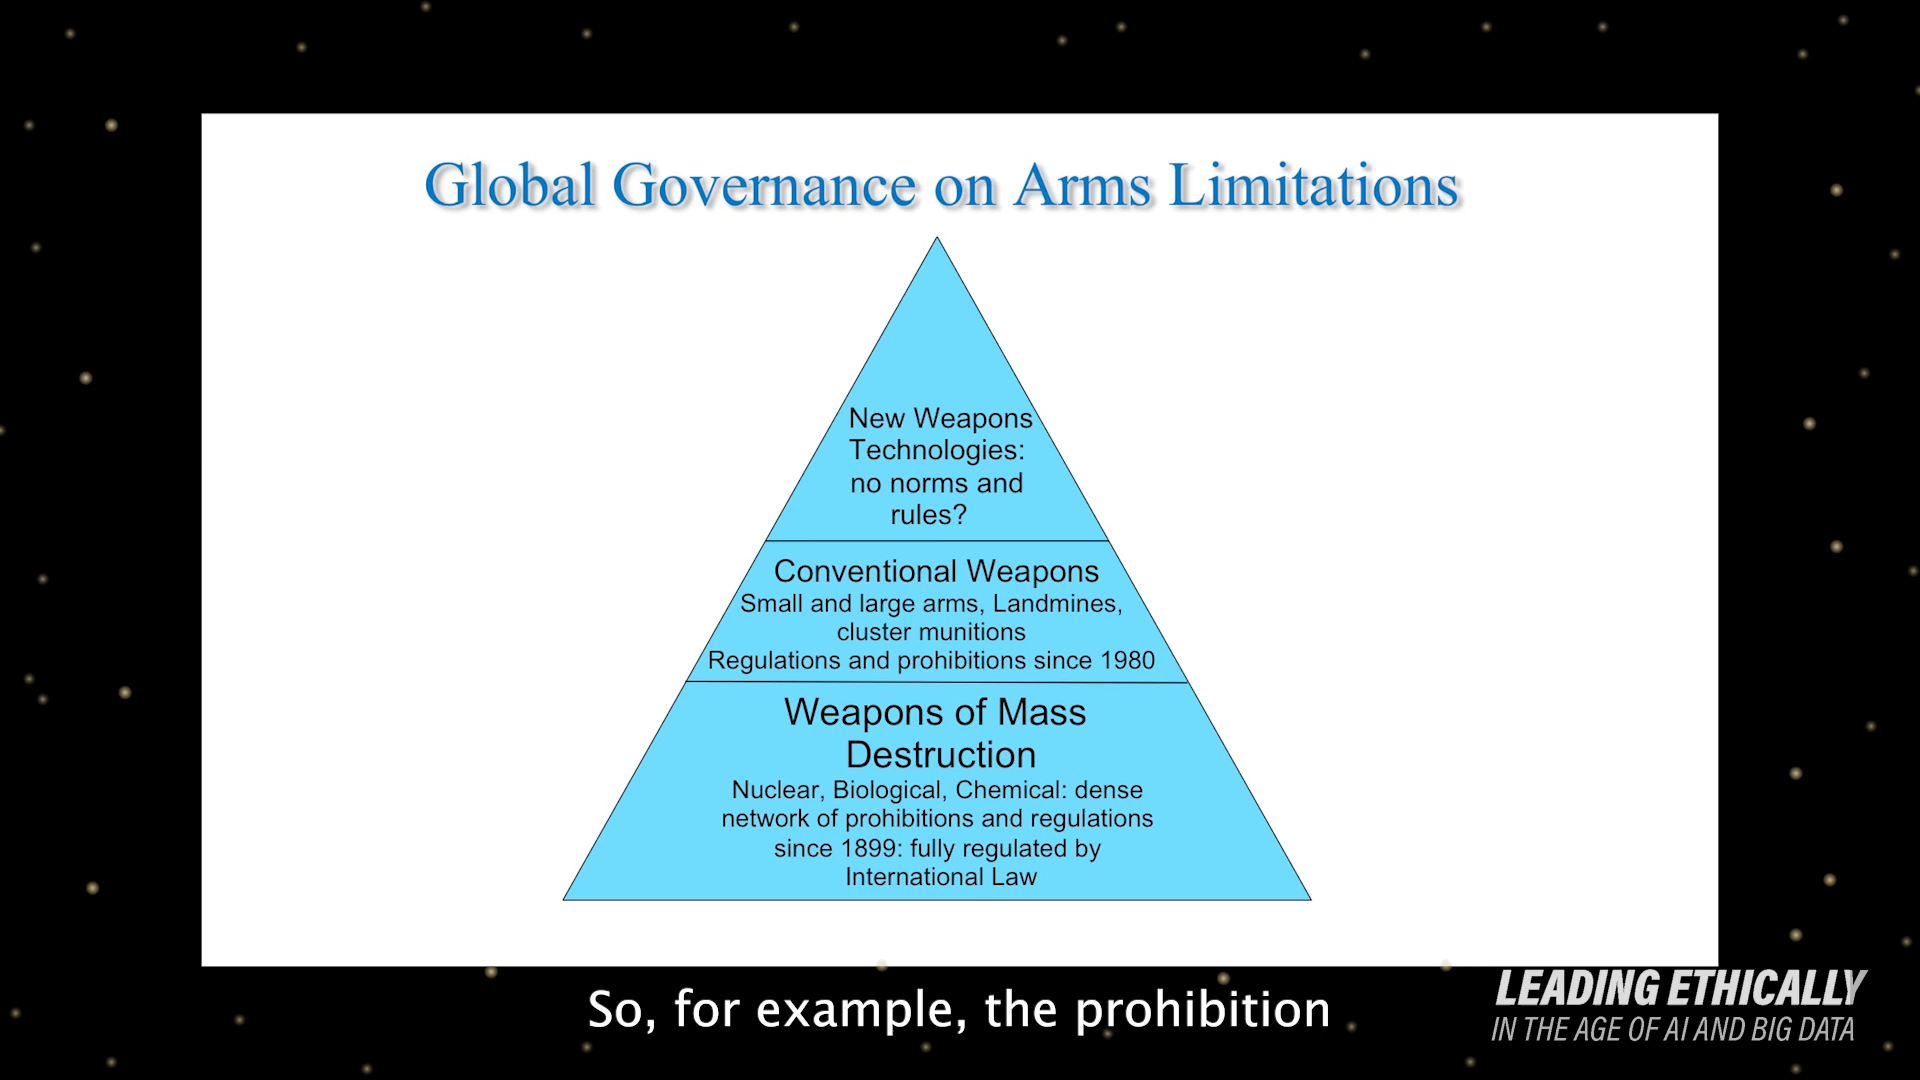 Global Governance on Arms Limitations
New Weapons
Technologies:
no norms and
rules?
Conventional Weapons
Small and large arms, Landmines,
cluster munitions
Regulations and prohibitions since 1980
Weapons of Mass
Destruction
Nuclear, Biological, Chemical: dense
network of prohibitions and regulations
since 1899: fully regulated by
International Law
So, for example, the prohibition
LEADING ETHICALLY
IN THE AGE OF AI AND BIG DATA